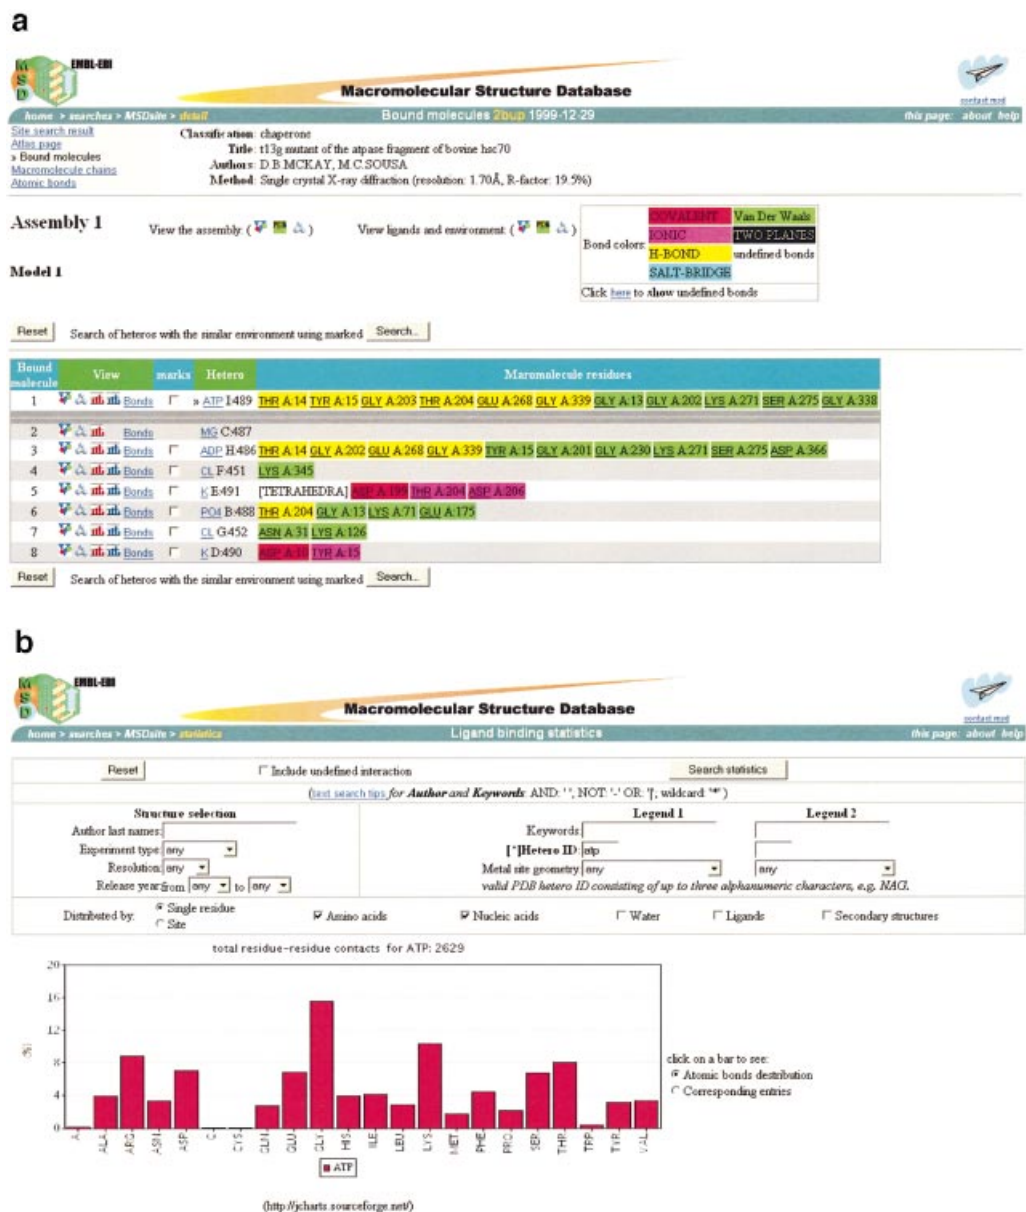 a
MSD EMBL-EBI
Macromolecular Structure Database
contact msd
home > searches > MSDsite > detail Bound molecules 2bup 1999-12-29 this page: about help
Site search result
Atlas page
» Bound molecules
Macromolecule chains
Atomic bonds
Classification: chaperone
Title: t13g mutant of the atpase fragment of bovine hsc70
Authors: D.B.MCKAY, M.C.SOUSA
Method: Single crystal X-ray diffraction (resolution: 1.70Å, R-factor: 19.5%)
Assembly 1 View the assembly: ( ) View ligands and environment: ( )
Bond colors:
COVALENT Van Der Waals
IONIC TWO PLANES
H-BOND undefined bonds
SALT-BRIDGE
Click here to show undefined bonds
Model 1
Reset Search of heteros with the similar environment using marked Search...
Bound molecule View marks Hetero Maromolecule residues
1 Bonds » ATP I:489 THR A:14 TYR A:15 GLY A:203 THR A:204 GLU A:268 GLY A:339 GLY A:13 GLY A:202 LYS A:271 SER A:275 GLY A:338
2 Bonds MG C:487
3 Bonds ADP H:486 THR A:14 GLY A:202 GLU A:268 GLY A:339 TYR A:15 GLY A:201 GLY A:230 LYS A:271 SER A:275 ASP A:366
4 Bonds CL F:451 LYS A:345
5 Bonds K E:491 [TETRAHEDRA] ASP A:199 THR A:204 ASP A:206
6 Bonds PO4 B:488 THR A:204 GLY A:13 LYS A:71 GLU A:175
7 Bonds CL G:452 ASN A:31 LYS A:126
8 Bonds K D:490 ASP A:10 TYR A:15
Reset Search of heteros with the similar environment using marked Search...
b
MSD EMBL-EBI
Macromolecular Structure Database
contact msd
home > searches > MSDsite > statistics Ligand binding statistics this page: about help
Reset Include undefined interaction Search statistics
(text search tips for Author and Keywords: AND: ' ', NOT: '-' OR: '|', wildcard: '*' )
Structure selection
Author last names:
Experiment type: any
Resolution: any
Release year: from any to any
Legend 1 Legend 2
Keywords:
[*]Hetero ID: atp
Metal site geometry any any
valid PDB hetero ID consisting of up to three alphanumeric characters, e.g. NAG.
Distributed by: Single residue Site Amino acids Nucleic acids Water Ligands Secondary structures
total residue-residue contacts for ATP: 2629
20
16
12
8
4
0
(%)
A ALA ARG ASN ASP C CYS GLN GLU GLY HIS ILE LEU LYS MET PHE PRO SER THR TRP TYR VAL
ATP
click on a bar to see:
Atomic bonds destribution
Corresponding entries
(http://jcharts.sourceforge.net/)